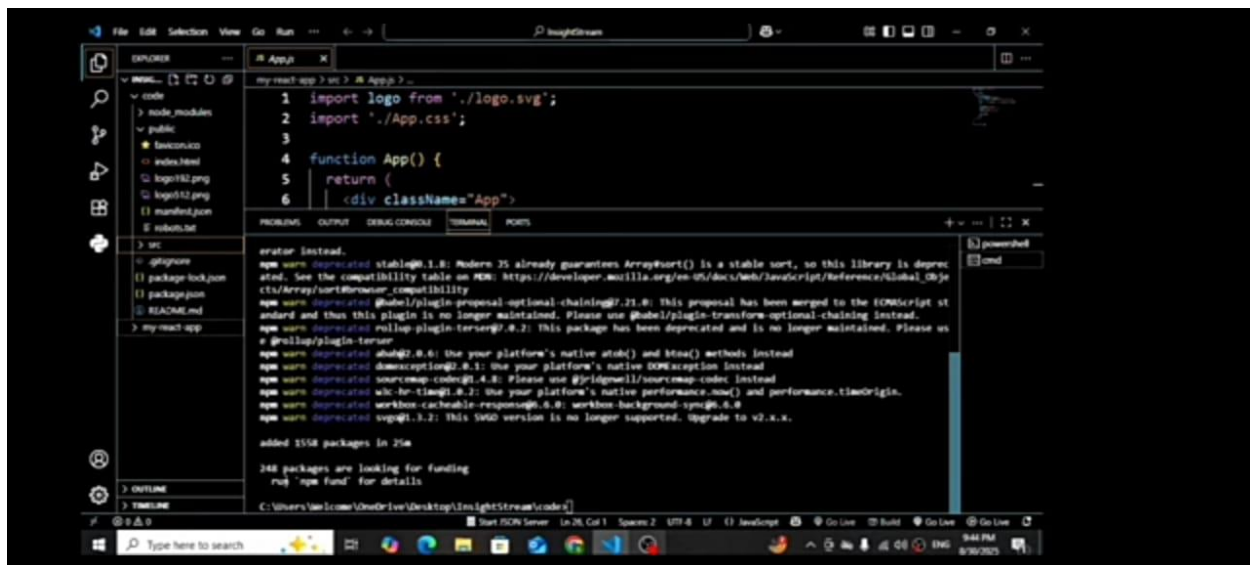 File Edit Selection View Go Run ··· InsightStream
EXPLORER ···
INSIG...
code
node_modules
public
favicon.ico
index.html
logo192.png
logo512.png
manifest.json
robots.txt
src
.gitignore
package-lock.json
package.json
README.md
my-react-app
OUTLINE
TIMELINE
App.js
my-react-app > src > App.js > ...
1 import logo from './logo.svg';
2 import './App.css';
3
4 function App() {
5 return (
6 <div className="App">
PROBLEMS OUTPUT DEBUG CONSOLE TERMINAL PORTS
powershell
cmd
erator instead.
npm warn deprecated stable@0.1.8: Modern JS already guarantees Array#sort() is a stable sort, so this library is deprec
ated. See the compatibility table on MDN: https://developer.mozilla.org/en-US/docs/Web/JavaScript/Reference/Global_Obje
cts/Array/sort#browser_compatibility
npm warn deprecated @babel/plugin-proposal-optional-chaining@7.21.0: This proposal has been merged to the ECMAScript st
andard and thus this plugin is no longer maintained. Please use @babel/plugin-transform-optional-chaining instead.
npm warn deprecated rollup-plugin-terser@7.0.2: This package has been deprecated and is no longer maintained. Please us
e @rollup/plugin-terser
npm warn deprecated abab@2.0.6: Use your platform's native atob() and btoa() methods instead
npm warn deprecated domexception@2.0.1: Use your platform's native DOMException instead
npm warn deprecated sourcemap-codec@1.4.8: Please use @jridgewell/sourcemap-codec instead
npm warn deprecated w3c-hr-time@1.0.2: Use your platform's native performance.now() and performance.timeOrigin.
npm warn deprecated workbox-cacheable-response@6.6.0: workbox-background-sync@6.6.0
npm warn deprecated svgo@1.3.2: This SVGO version is no longer supported. Upgrade to v2.x.x.
added 1558 packages in 25m
248 packages are looking for funding
run `npm fund` for details
C:\Users\Welcome\OneDrive\Desktop\InsightStream\code>
0 0 Start JSON Server Ln 26, Col 1 Spaces: 2 UTF-8 LF {} JavaScript Go Live Build Go Live Go Live
Type here to search ENG 9:44 PM
8/30/2025